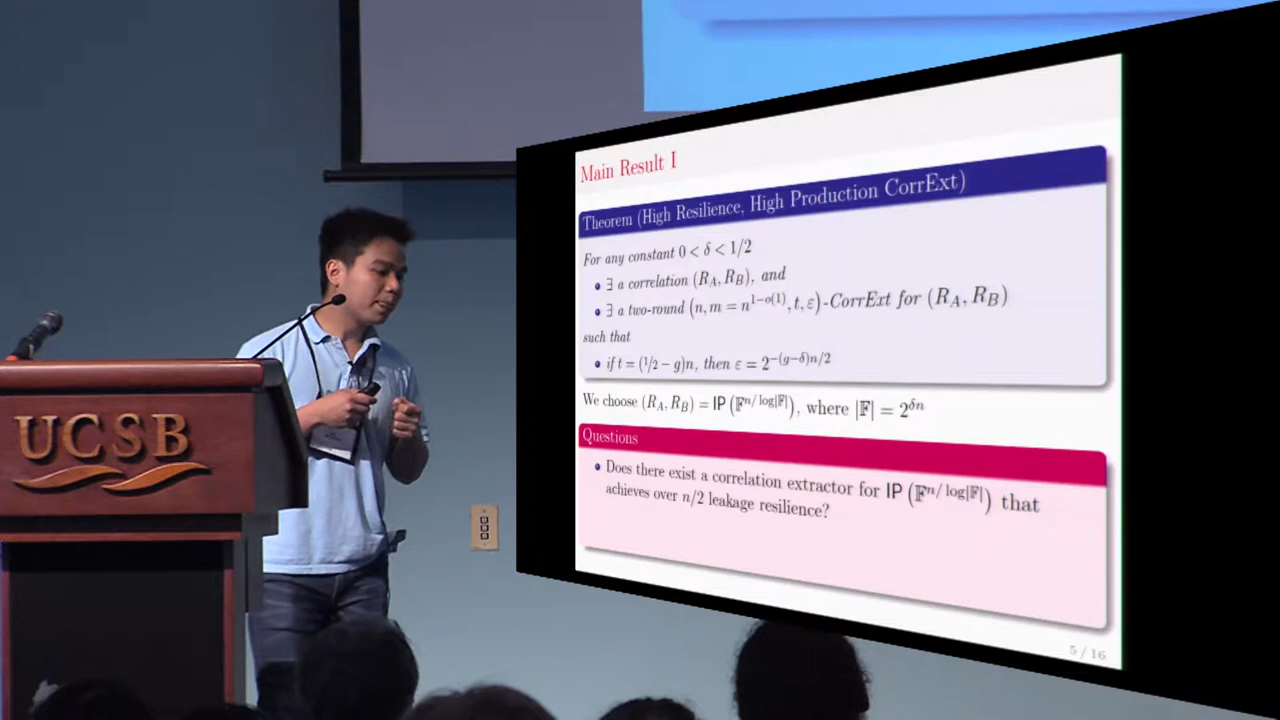 UCSB
Main Result I
Theorem (High Resilience, High Production CorrExt)
For any constant 0 < δ < 1/2
• ∃ a correlation (R_A, R_B), and
• ∃ a two-round (n, m = n^{1−o(1)}, t, ε)-CorrExt for (R_A, R_B)
such that
• if t = (1/2 − g)n, then ε = 2^{−(g−δ)n/2}
We choose (R_A, R_B) = IP (𝔽^{n/ log|𝔽|}), where |𝔽| = 2^{δn}
Questions
• Does there exist a correlation extractor for IP (𝔽^{n/ log|𝔽|}) that
achieves over n/2 leakage resilience?
5 / 16